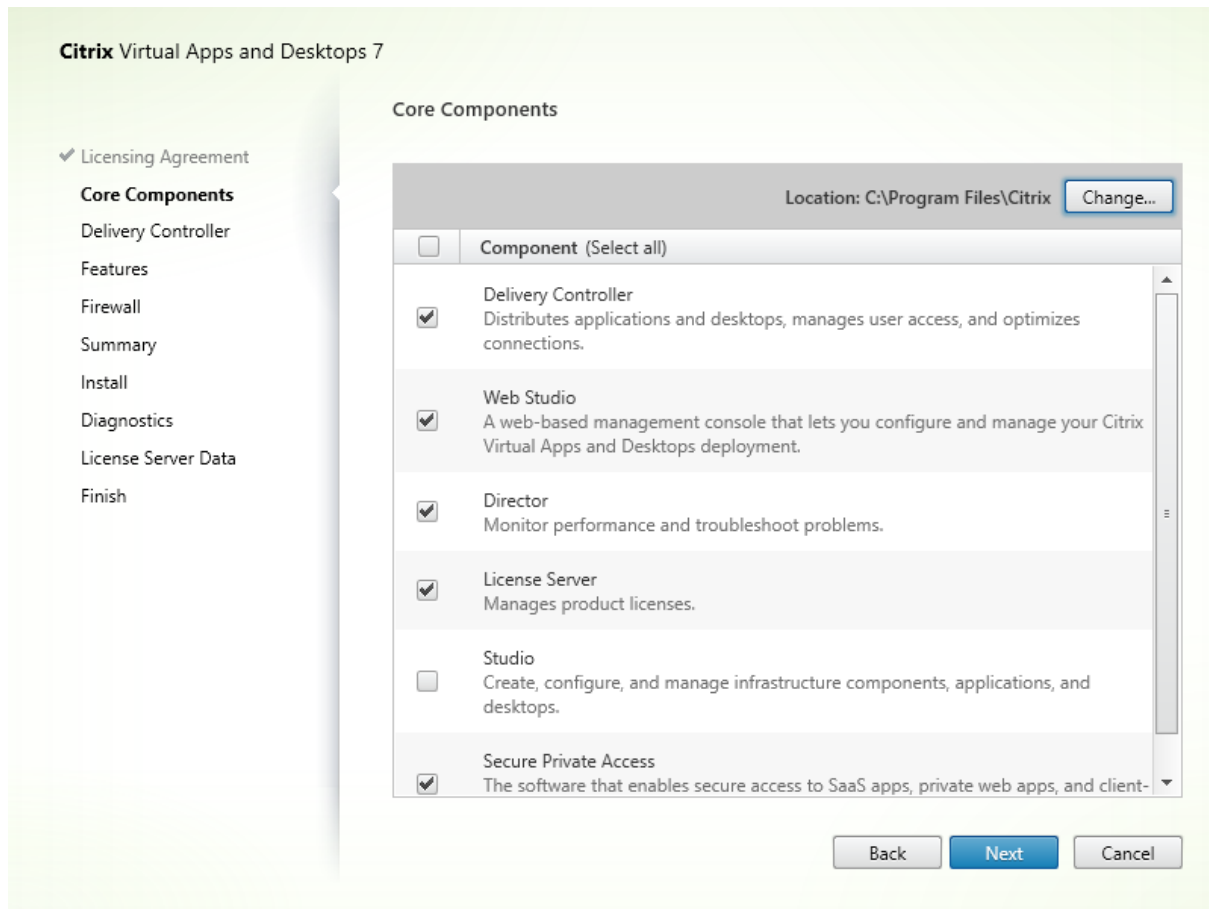 Citrix Virtual Apps and Desktops 7
Licensing Agreement
Core Components
Delivery Controller
Features
Firewall
Summary
Install
Diagnostics
License Server Data
Finish
Core Components
Location: C:\Program Files\Citrix
Change...
Component (Select all)
Delivery Controller
Distributes applications and desktops, manages user access, and optimizes
connections.
Web Studio
A web-based management console that lets you configure and manage your Citrix
Virtual Apps and Desktops deployment.
Director
Monitor performance and troubleshoot problems.
License Server
Manages product licenses.
Studio
Create, configure, and manage infrastructure components, applications, and
desktops.
Secure Private Access
The software that enables secure access to SaaS apps, private web apps, and client-
Back
Next
Cancel